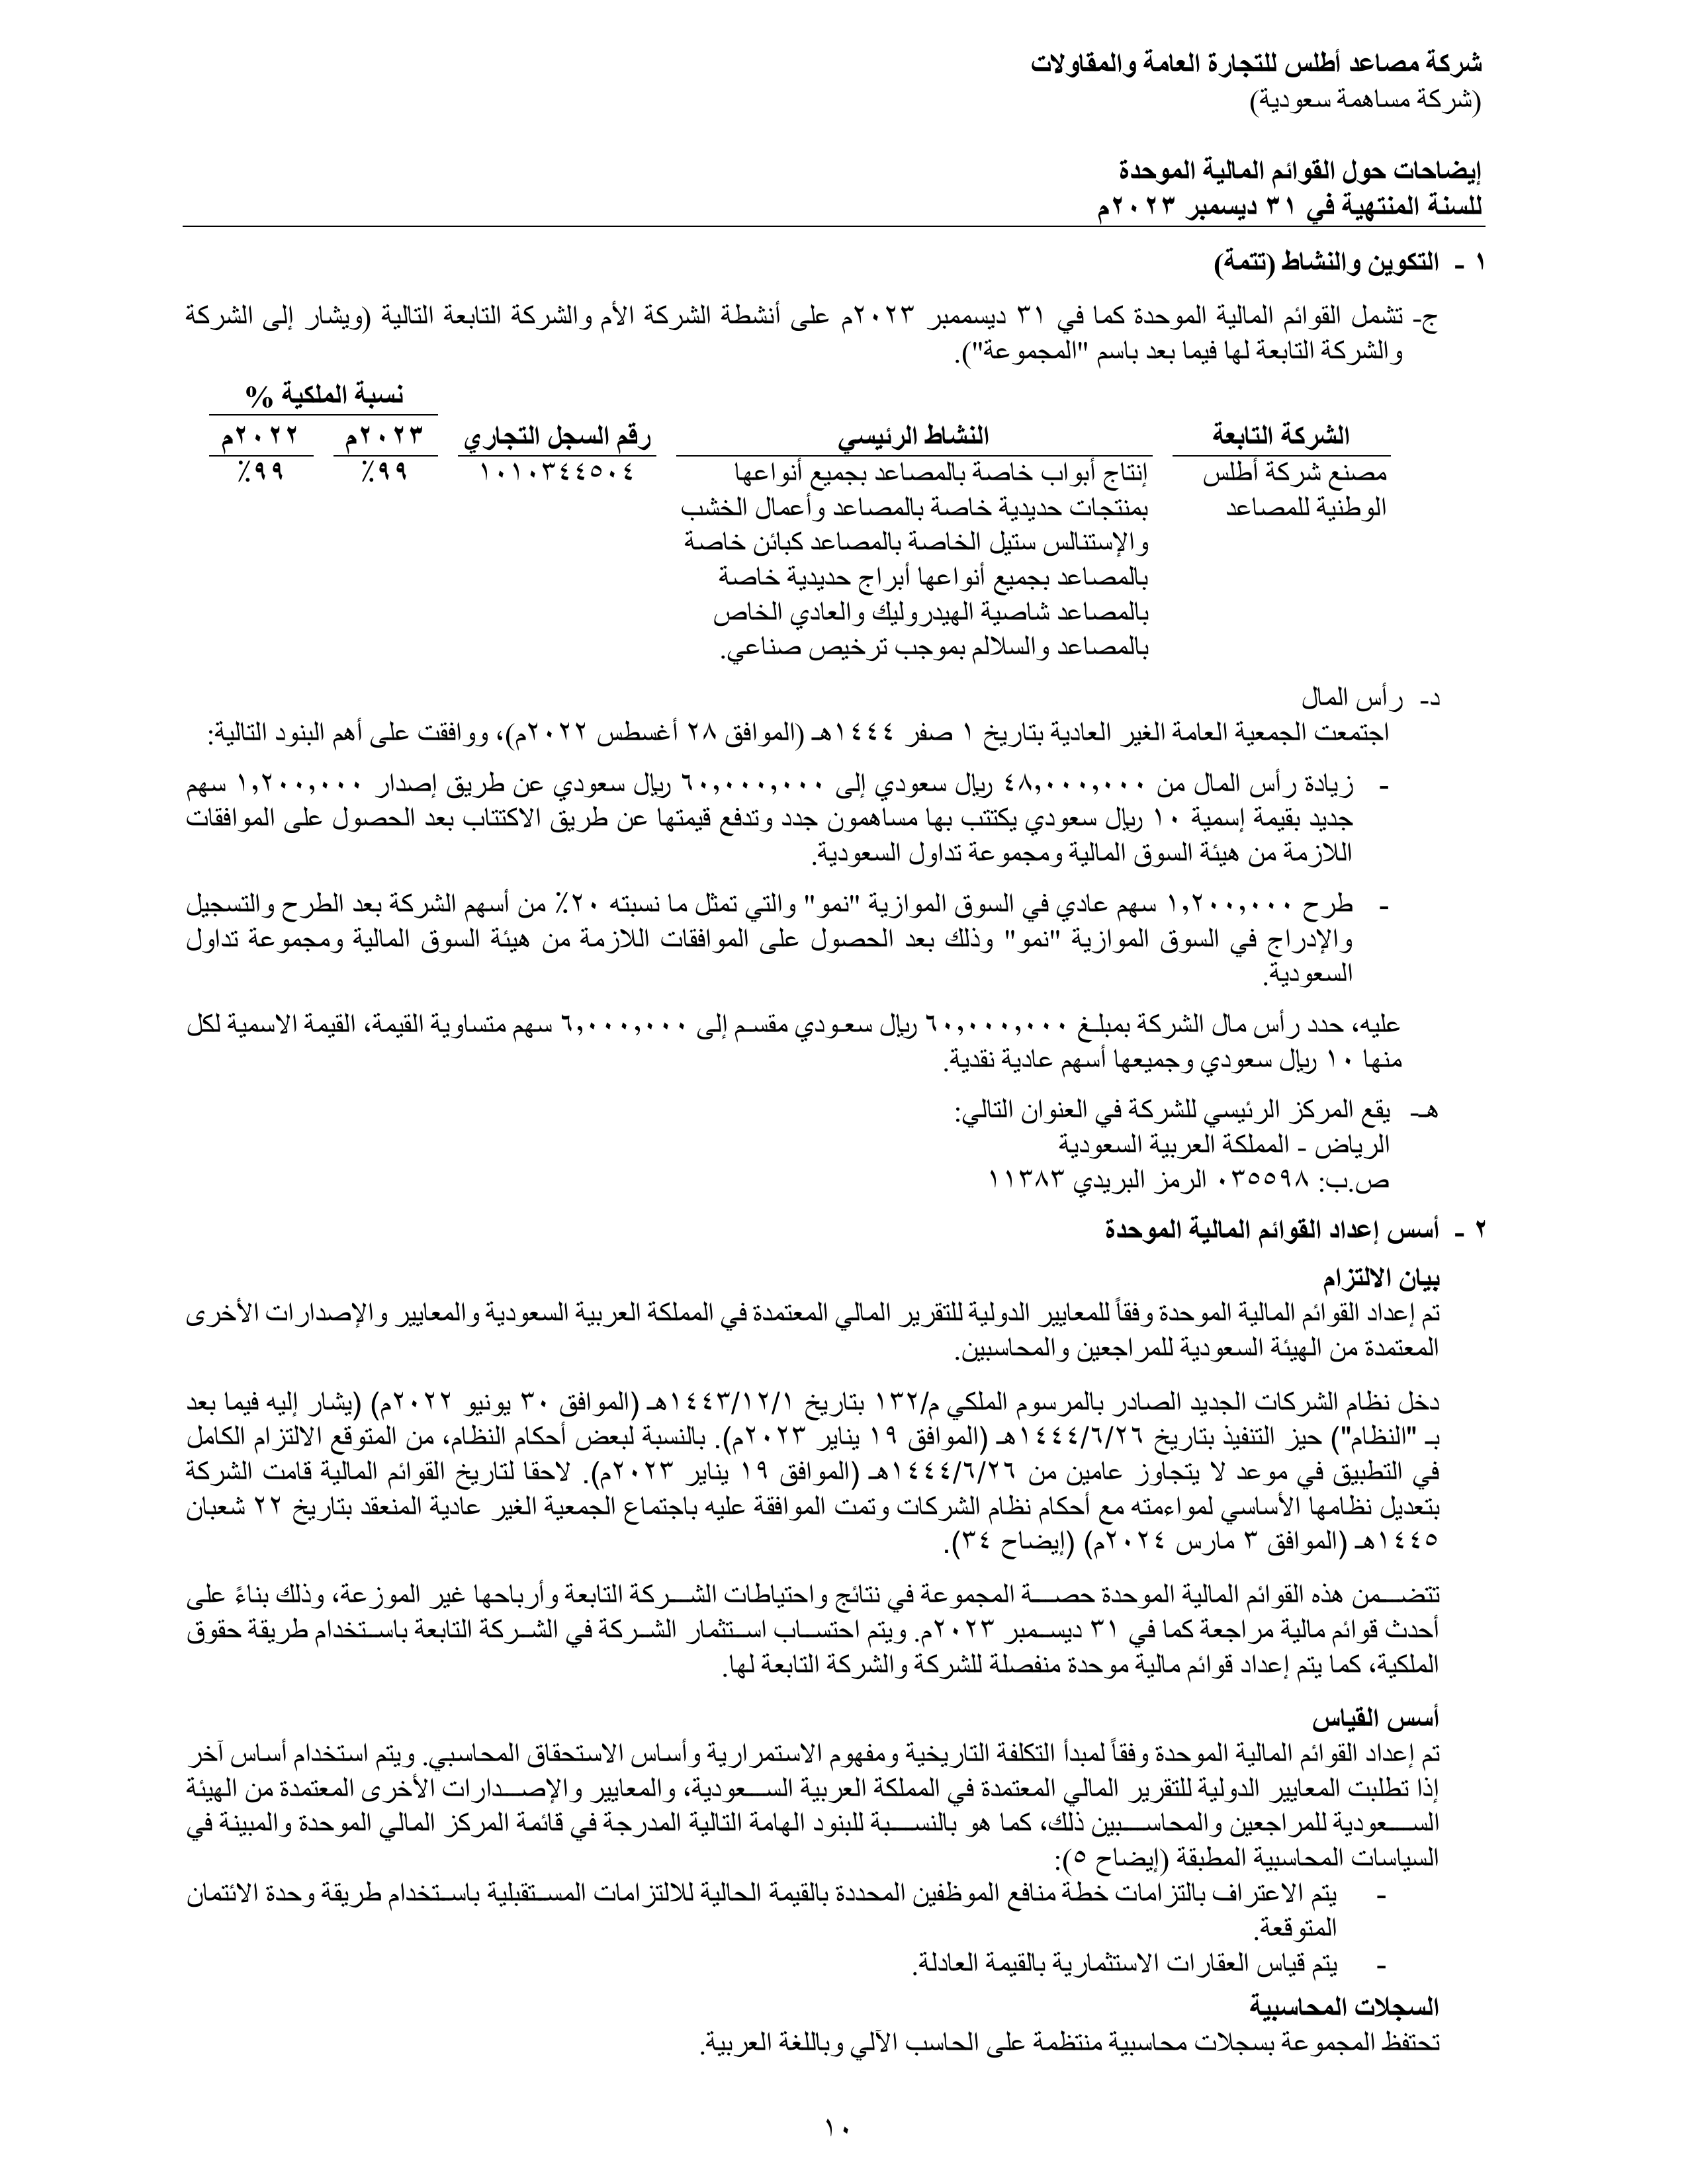 شركة مصاعد أطلس للتجارة العامة والمقاولات
(شركة مساهمة سعودية)
إيضاحات حول القوائم المالية الموحدة
للسنة المنتهية في ٣١ ديسمبر ٢٠٢٣م
١ - التكوين والنشاط (تتمة)
ج- تشمل القوائم المالية الموحدة كما في ٣١ ديسممبر ٢٠٢٣م على أنشطة الشركة الأم والشركة التابعة التالية (ويشار إلى الشركة
والشركة التابعة لها فيما بعد باسم "المجموعة").
نسبة الملكية %
الشركة التابعة النشاط الرئيسي رقم السجل التجاري ٢٠٢٣م ٢٠٢٢م
مصنع شركة أطلس إنتاج أبواب خاصة بالمصاعد بجميع أنواعها ١٠١٠٣٤٤٥٠٤ ٩٩٪ ٩٩٪
الوطنية للمصاعد بمنتجات حديدية خاصة بالمصاعد وأعمال الخشب
والإستنالس ستيل الخاصة بالمصاعد كبائن خاصة
بالمصاعد بجميع أنواعها أبراج حديدية خاصة
بالمصاعد شاصية الهيدروليك والعادي الخاص
بالمصاعد والسلالم بموجب ترخيص صناعي.
د- رأس المال
اجتمعت الجمعية العامة الغير العادية بتاريخ ١ صفر ١٤٤٤هـ (الموافق ٢٨ أغسطس ٢٠٢٢م)، ووافقت على أهم البنود التالية:
- زيادة رأس المال من ٤٨,٠٠٠,٠٠٠ ريال سعودي إلى ٦٠,٠٠٠,٠٠٠ ريال سعودي عن طريق إصدار ١,٢٠٠,٠٠٠ سهم
جديد بقيمة إسمية ١٠ ريال سعودي يكتتب بها مساهمون جدد وتدفع قيمتها عن طريق الاكتتاب بعد الحصول على الموافقات
اللازمة من هيئة السوق المالية ومجموعة تداول السعودية.
- طرح ١,٢٠٠,٠٠٠ سهم عادي في السوق الموازية "نمو" والتي تمثل ما نسبته ٢٠٪ من أسهم الشركة بعد الطرح والتسجيل
والإدراج في السوق الموازية "نمو" وذلك بعد الحصول على الموافقات اللازمة من هيئة السوق المالية ومجموعة تداول
السعودية.
عليه، حدد رأس مال الشركة بمبلغ ٦٠,٠٠٠,٠٠٠ ريال سعودي مقسم إلى ٦,٠٠٠,٠٠٠ سهم متساوية القيمة، القيمة الاسمية لكل
منها ١٠ ريال سعودي وجميعها أسهم عادية نقدية.
هـ- يقع المركز الرئيسي للشركة في العنوان التالي:
الرياض - المملكة العربية السعودية
ص.ب: ٠٣٥٥٩٨ الرمز البريدي ١١٣٨٣
٢ - أسس إعداد القوائم المالية الموحدة
بيان الالتزام
تم إعداد القوائم المالية الموحدة وفقاً للمعايير الدولية للتقرير المالي المعتمدة في المملكة العربية السعودية والمعايير والإصدارات الأخرى
المعتمدة من الهيئة السعودية للمراجعين والمحاسبين.
دخل نظام الشركات الجديد الصادر بالمرسوم الملكي م/١٣٢ بتاريخ ١٤٤٣/١٢/١هـ (الموافق ٣٠ يونيو ٢٠٢٢م) (يشار إليه فيما بعد
بـ "النظام") حيز التنفيذ بتاريخ ١٤٤٤/٦/٢٦هـ (الموافق ١٩ يناير ٢٠٢٣م). بالنسبة لبعض أحكام النظام، من المتوقع الالتزام الكامل
في التطبيق في موعد لا يتجاوز عامين من ١٤٤٤/٦/٢٦هـ (الموافق ١٩ يناير ٢٠٢٣م). لاحقا لتاريخ القوائم المالية قامت الشركة
بتعديل نظامها الأساسي لمواءمته مع أحكام نظام الشركات وتمت الموافقة عليه باجتماع الجمعية الغير عادية المنعقد بتاريخ ٢٢ شعبان
١٤٤٥هـ (الموافق ٣ مارس ٢٠٢٤م) (إيضاح ٣٤).
تتضمن هذه القوائم المالية الموحدة حصة المجموعة في نتائج واحتياطات الشركة التابعة وأرباحها غير الموزعة، وذلك بناءً على
أحدث قوائم مالية مراجعة كما في ٣١ ديسمبر ٢٠٢٣م. ويتم احتساب استثمار الشركة في الشركة التابعة باستخدام طريقة حقوق
الملكية، كما يتم إعداد قوائم مالية موحدة منفصلة للشركة والشركة التابعة لها.
أسس القياس
تم إعداد القوائم المالية الموحدة وفقاً لمبدأ التكلفة التاريخية ومفهوم الاستمرارية وأساس الاستحقاق المحاسبي. ويتم استخدام أساس آخر
إذا تطلبت المعايير الدولية للتقرير المالي المعتمدة في المملكة العربية السعودية، والمعايير والإصدارات الأخرى المعتمدة من الهيئة
السعودية للمراجعين والمحاسبين ذلك، كما هو بالنسبة للبنود الهامة التالية المدرجة في قائمة المركز المالي الموحدة والمبينة في
السياسات المحاسبية المطبقة (إيضاح ٥):
- يتم الاعتراف بالتزامات خطة منافع الموظفين المحددة بالقيمة الحالية للالتزامات المستقبلية باستخدام طريقة وحدة الائتمان
المتوقعة.
- يتم قياس العقارات الاستثمارية بالقيمة العادلة.
السجلات المحاسبية
تحتفظ المجموعة بسجلات محاسبية منتظمة على الحاسب الآلي وباللغة العربية.
١٠